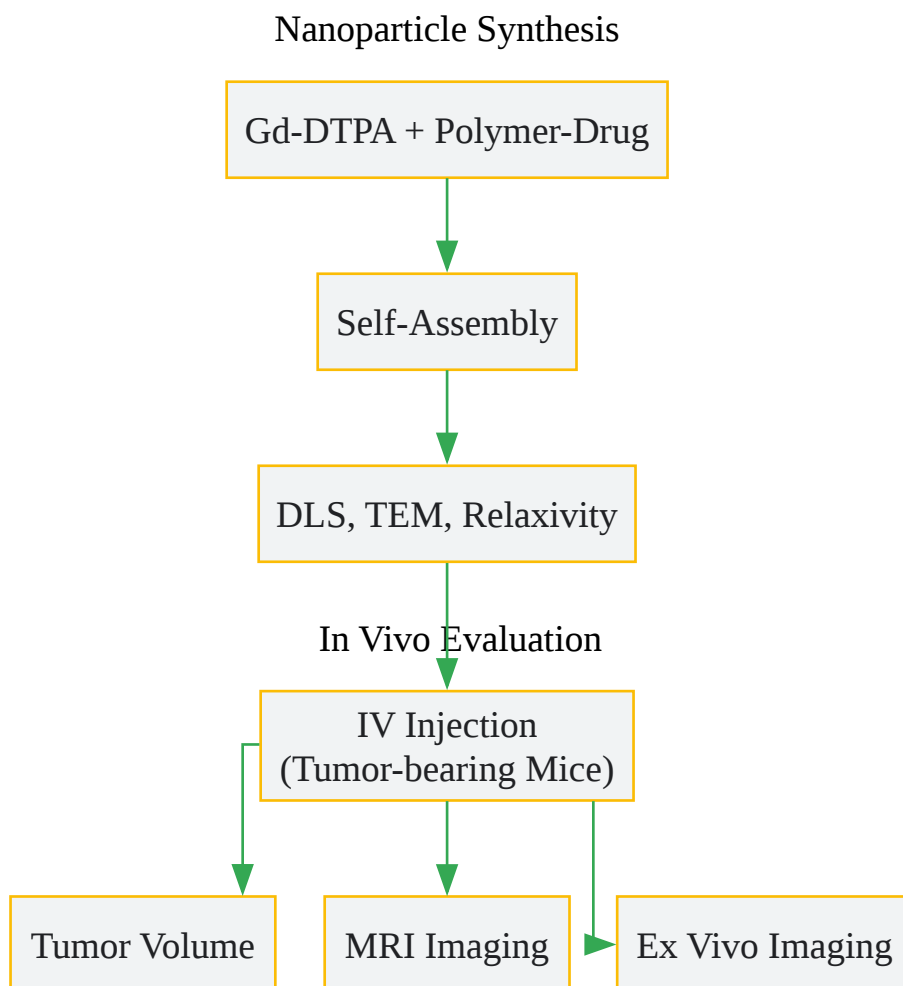 Nanoparticle Synthesis
Gd-DTPA + Polymer-Drug
Self-Assembly
DLS, TEM, Relaxivity
In Vivo Evaluation
IV Injection
(Tumor-bearing Mice)
Tumor Volume
MRI Imaging
Ex Vivo Imaging